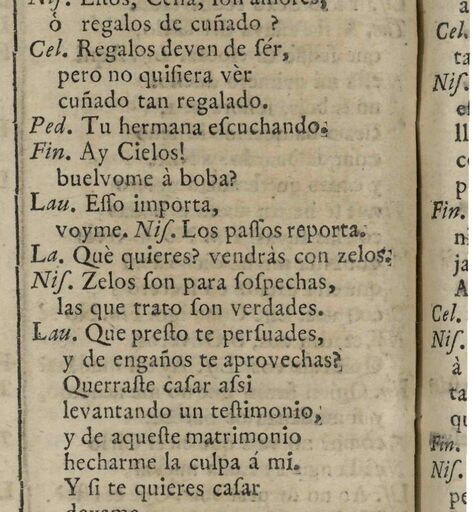 Nis. Estos, Celia, son amores,
ò regalos de cuñado ?
Cel. Regalos deven de sér,
pero no quisiera vèr
cuñado tan regalado.
Ped. Tu hermana escuchando.
Fin. Ay Cielos!
buelvome à boba?
Lau. Esso importa,
voyme. Nis. Los passos reporta.
La. Què quieres? vendràs con zelos.
Nis. Zelos son para sospechas,
las que trato son verdades.
Lau. Que presto te persuades,
y de engaños te aprovechas?
Querraste casar assi
levantando un testimonio,
y de aqueste matrimonio
hecharme la culpa á mi.
Y si te quieres casar
Cel.
ta
Nis.
ll
c
p
Fin.
n
ja
A
Cel.
Nis.
à
ta
qu
Fin.
Nis.
pe